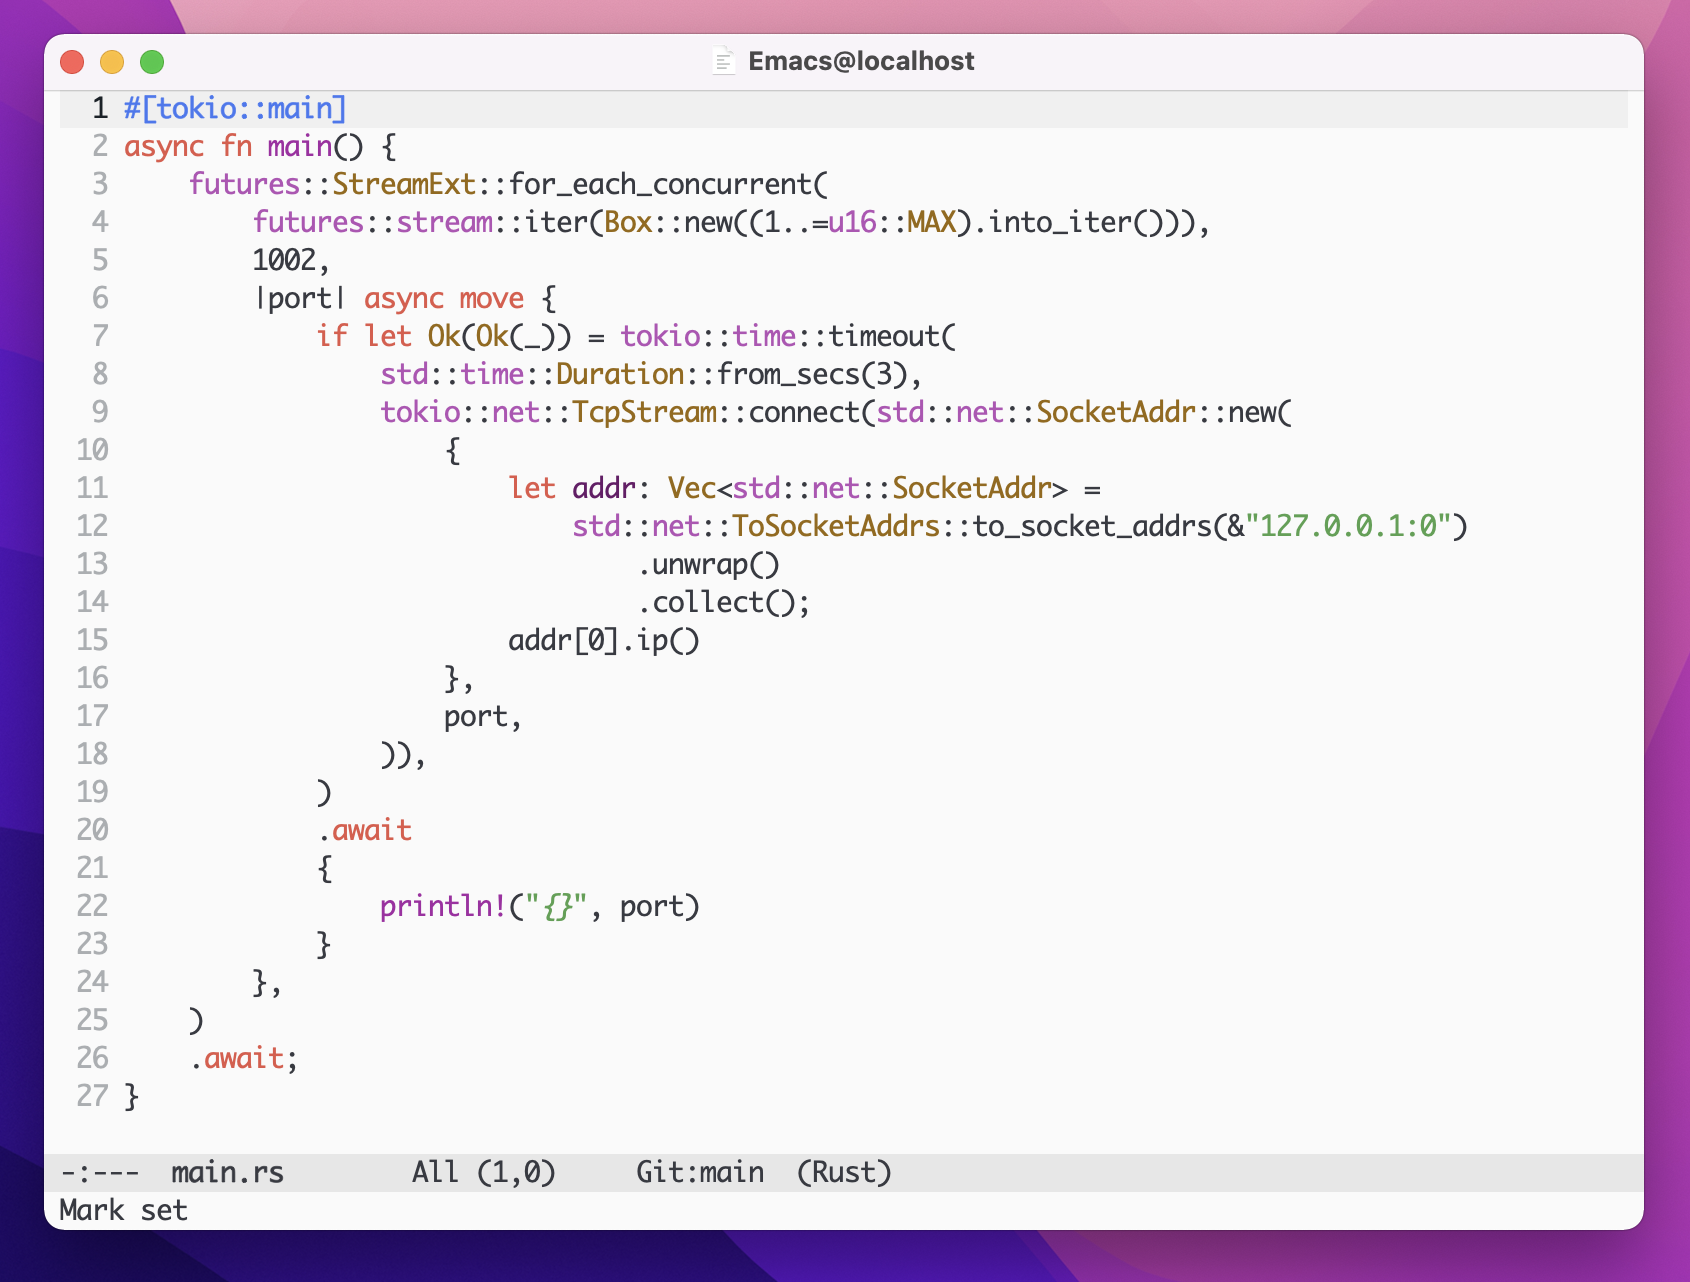 Emacs@localhost
1 #[tokio::main]
2 async fn main() {
3     futures::StreamExt::for_each_concurrent(
4         futures::stream::iter(Box::new((1..=u16::MAX).into_iter())),
5         1002,
6         |port| async move {
7             if let Ok(Ok(_)) = tokio::time::timeout(
8                 std::time::Duration::from_secs(3),
9                 tokio::net::TcpStream::connect(std::net::SocketAddr::new(
10                     {
11                         let addr: Vec<std::net::SocketAddr> =
12                             std::net::ToSocketAddrs::to_socket_addrs(&"127.0.0.1:0")
13                                 .unwrap()
14                                 .collect();
15                         addr[0].ip()
16                     },
17                     port,
18                 )),
19             )
20             .await
21             {
22                 println!("{}", port)
23             }
24         },
25     )
26     .await;
27 }
-:---  main.rs        All (1,0)     Git:main  (Rust)
Mark set